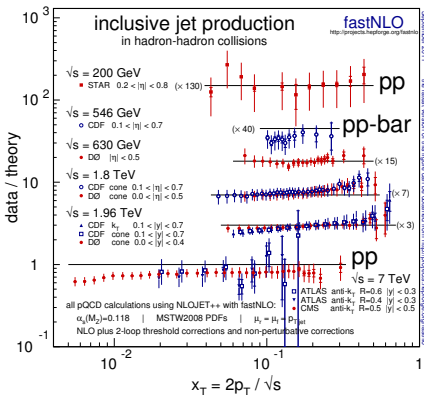 inclusive jet production
in hadron-hadron collisions
fastNLO
http://projects.hepforge.org/fastnlo
√s = 200 GeV
STAR 0.2 < |η| < 0.8
(× 130)
pp
√s = 546 GeV
CDF 0.1 < |η| < 0.7
(× 40)
pp-bar
√s = 630 GeV
DØ |η| < 0.5
(× 15)
√s = 1.8 TeV
CDF cone 0.1 < |η| < 0.7
DØ cone 0.0 < |η| < 0.5
(× 7)
√s = 1.96 TeV
CDF kT 0.1 < |y| < 0.7
CDF cone 0.1 < |y| < 0.7
DØ cone 0.0 < |y| < 0.4
(× 3)
pp
√s = 7 TeV
ATLAS anti-kT R=0.6 |y| < 0.3
ATLAS anti-kT R=0.4 |y| < 0.3
CMS anti-kT R=0.5 |y| < 0.5
all pQCD calculations using NLOJET++ with fastNLO:
αs(MZ)=0.118 | MSTW2008 PDFs | μr = μf = pT jet
NLO plus 2-loop threshold corrections and non-perturbative corrections
data / theory
10³
10²
10
1
10⁻¹
10⁻²
10⁻¹
1
xT = 2pT / √s